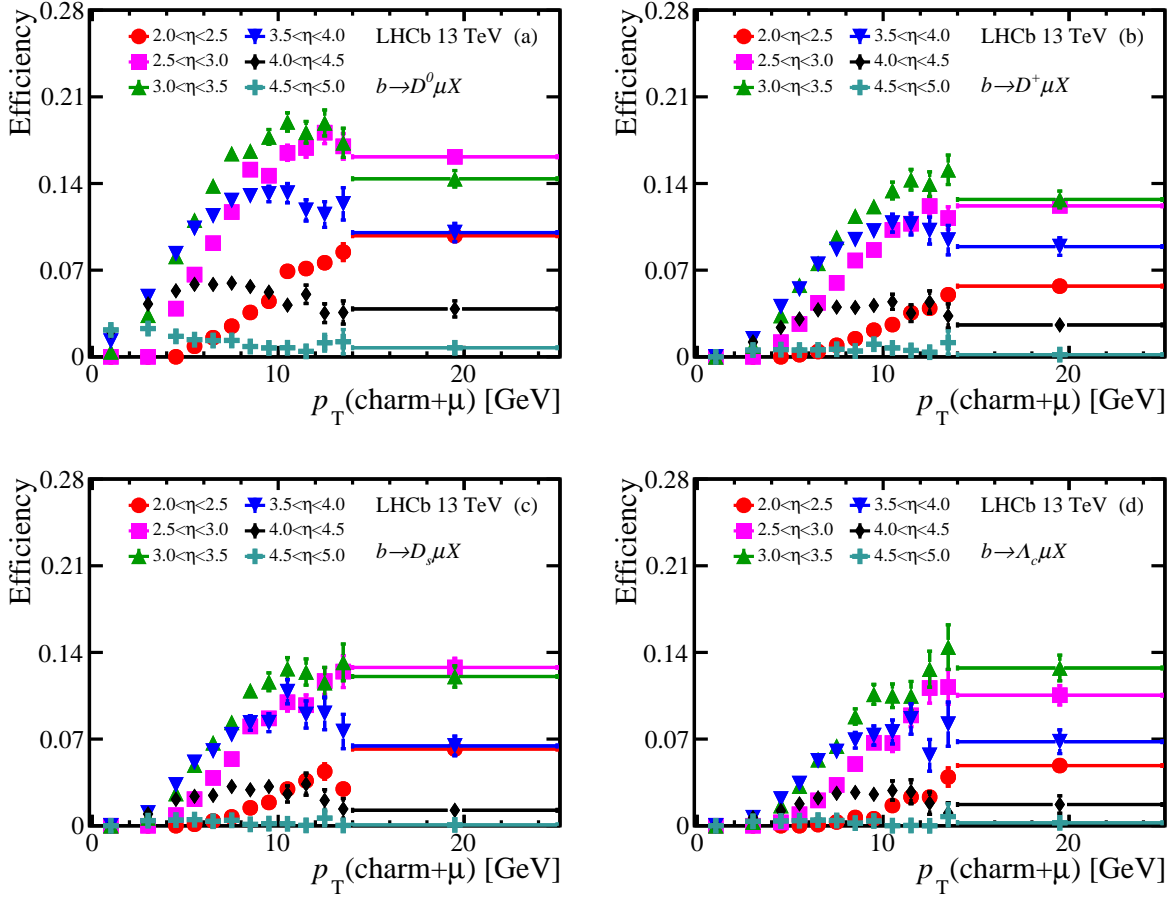 0.28
0.21
0.14
0.07
0
Efficiency
2.0<η<2.5
2.5<η<3.0
3.0<η<3.5
3.5<η<4.0
4.0<η<4.5
4.5<η<5.0
LHCb 13 TeV (a)
b→D⁰μX
0 10 20
p_T(charm+μ) [GeV]
0.28
0.21
0.14
0.07
0
Efficiency
2.0<η<2.5
2.5<η<3.0
3.0<η<3.5
3.5<η<4.0
4.0<η<4.5
4.5<η<5.0
LHCb 13 TeV (b)
b→D⁺μX
0 10 20
p_T(charm+μ) [GeV]
0.28
0.21
0.14
0.07
0
Efficiency
2.0<η<2.5
2.5<η<3.0
3.0<η<3.5
3.5<η<4.0
4.0<η<4.5
4.5<η<5.0
LHCb 13 TeV (c)
b→D_sμX
0 10 20
p_T(charm+μ) [GeV]
0.28
0.21
0.14
0.07
0
Efficiency
2.0<η<2.5
2.5<η<3.0
3.0<η<3.5
3.5<η<4.0
4.0<η<4.5
4.5<η<5.0
LHCb 13 TeV (d)
b→Λ_cμX
0 10 20
p_T(charm+μ) [GeV]